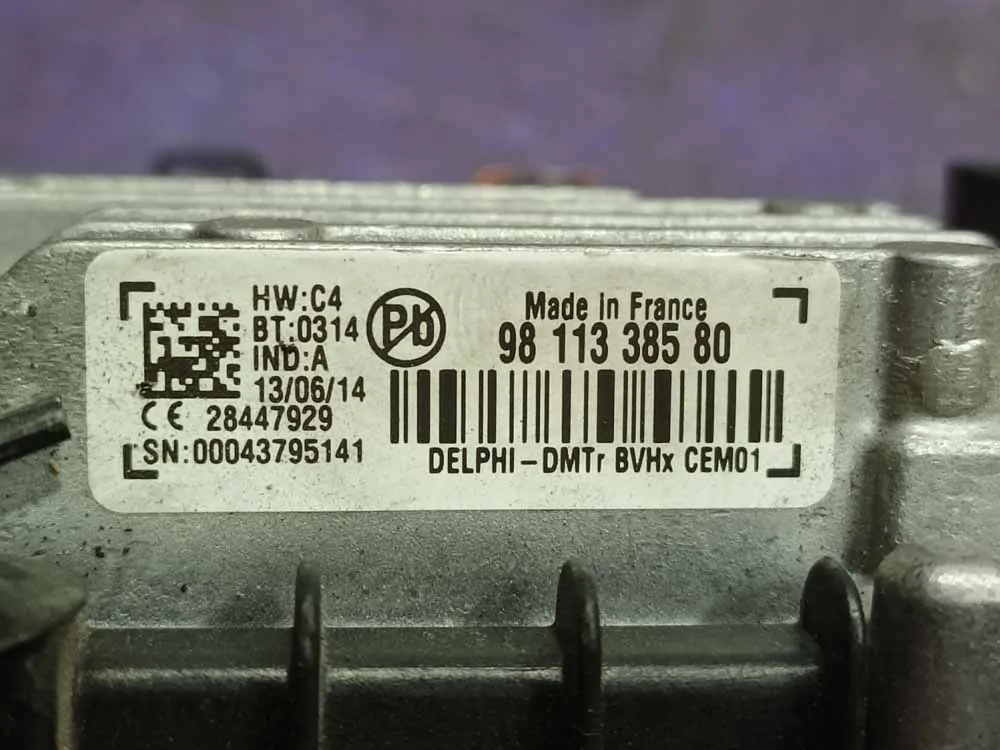 HW:C4
BT:0314
IND:A
13/06/14
CE 28447929
SN:00043795141
Pb
Made in France
98 113 385 80
DELPHI-DMTr BVHx CEM01